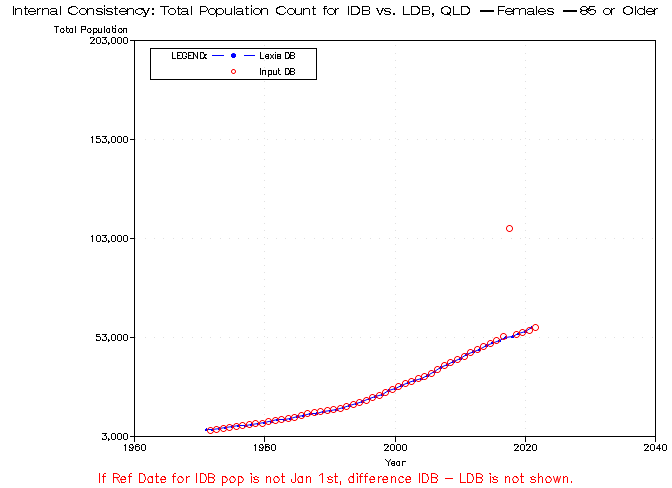 Internal Consistency: Total Population Count for IDB vs. LDB, QLD —Females —85 or Older
Total Population
203,000
LEGEND: Lexis DB
Input DB
153,000
103,000
53,000
3,000
1960 1980 2000 2020 2040
Year
If Ref Date for IDB pop is not Jan 1st, difference IDB – LDB is not shown.